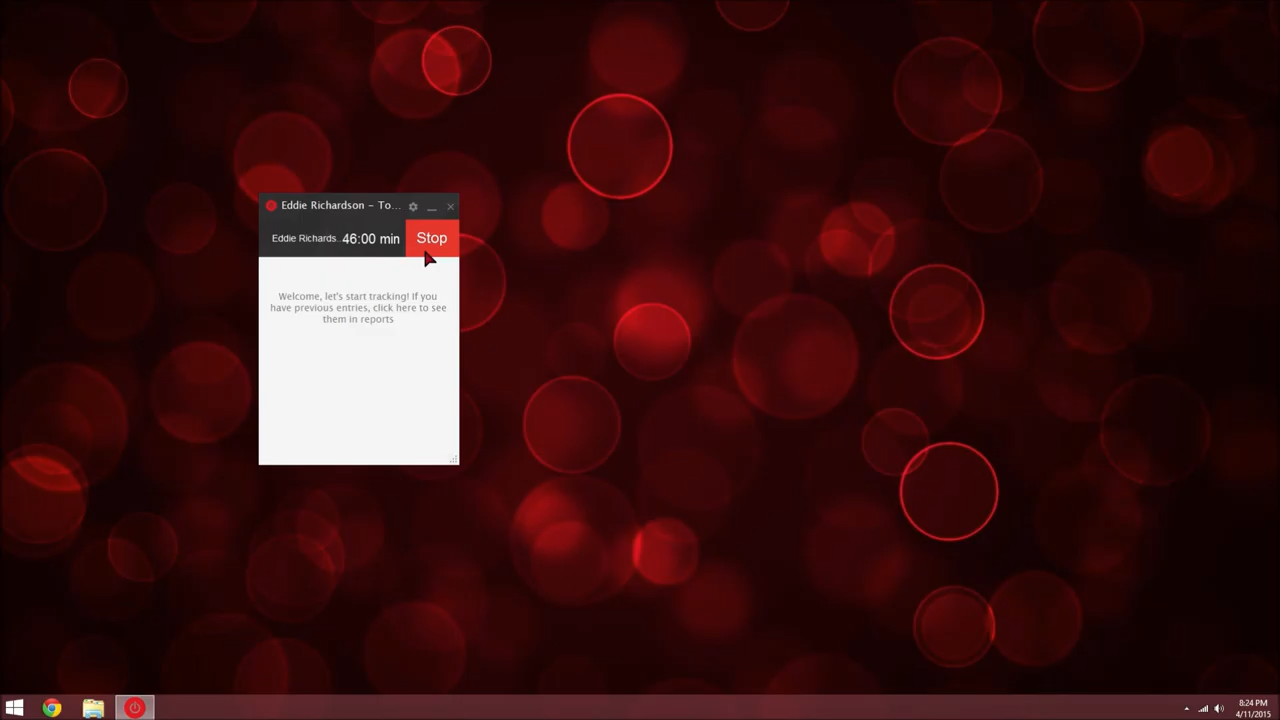 Eddie Richardson - To...
Eddie Richards.. 46:00 min Stop
Welcome, let's start tracking! If you
have previous entries, click here to see
them in reports
8:24 PM
4/11/2015